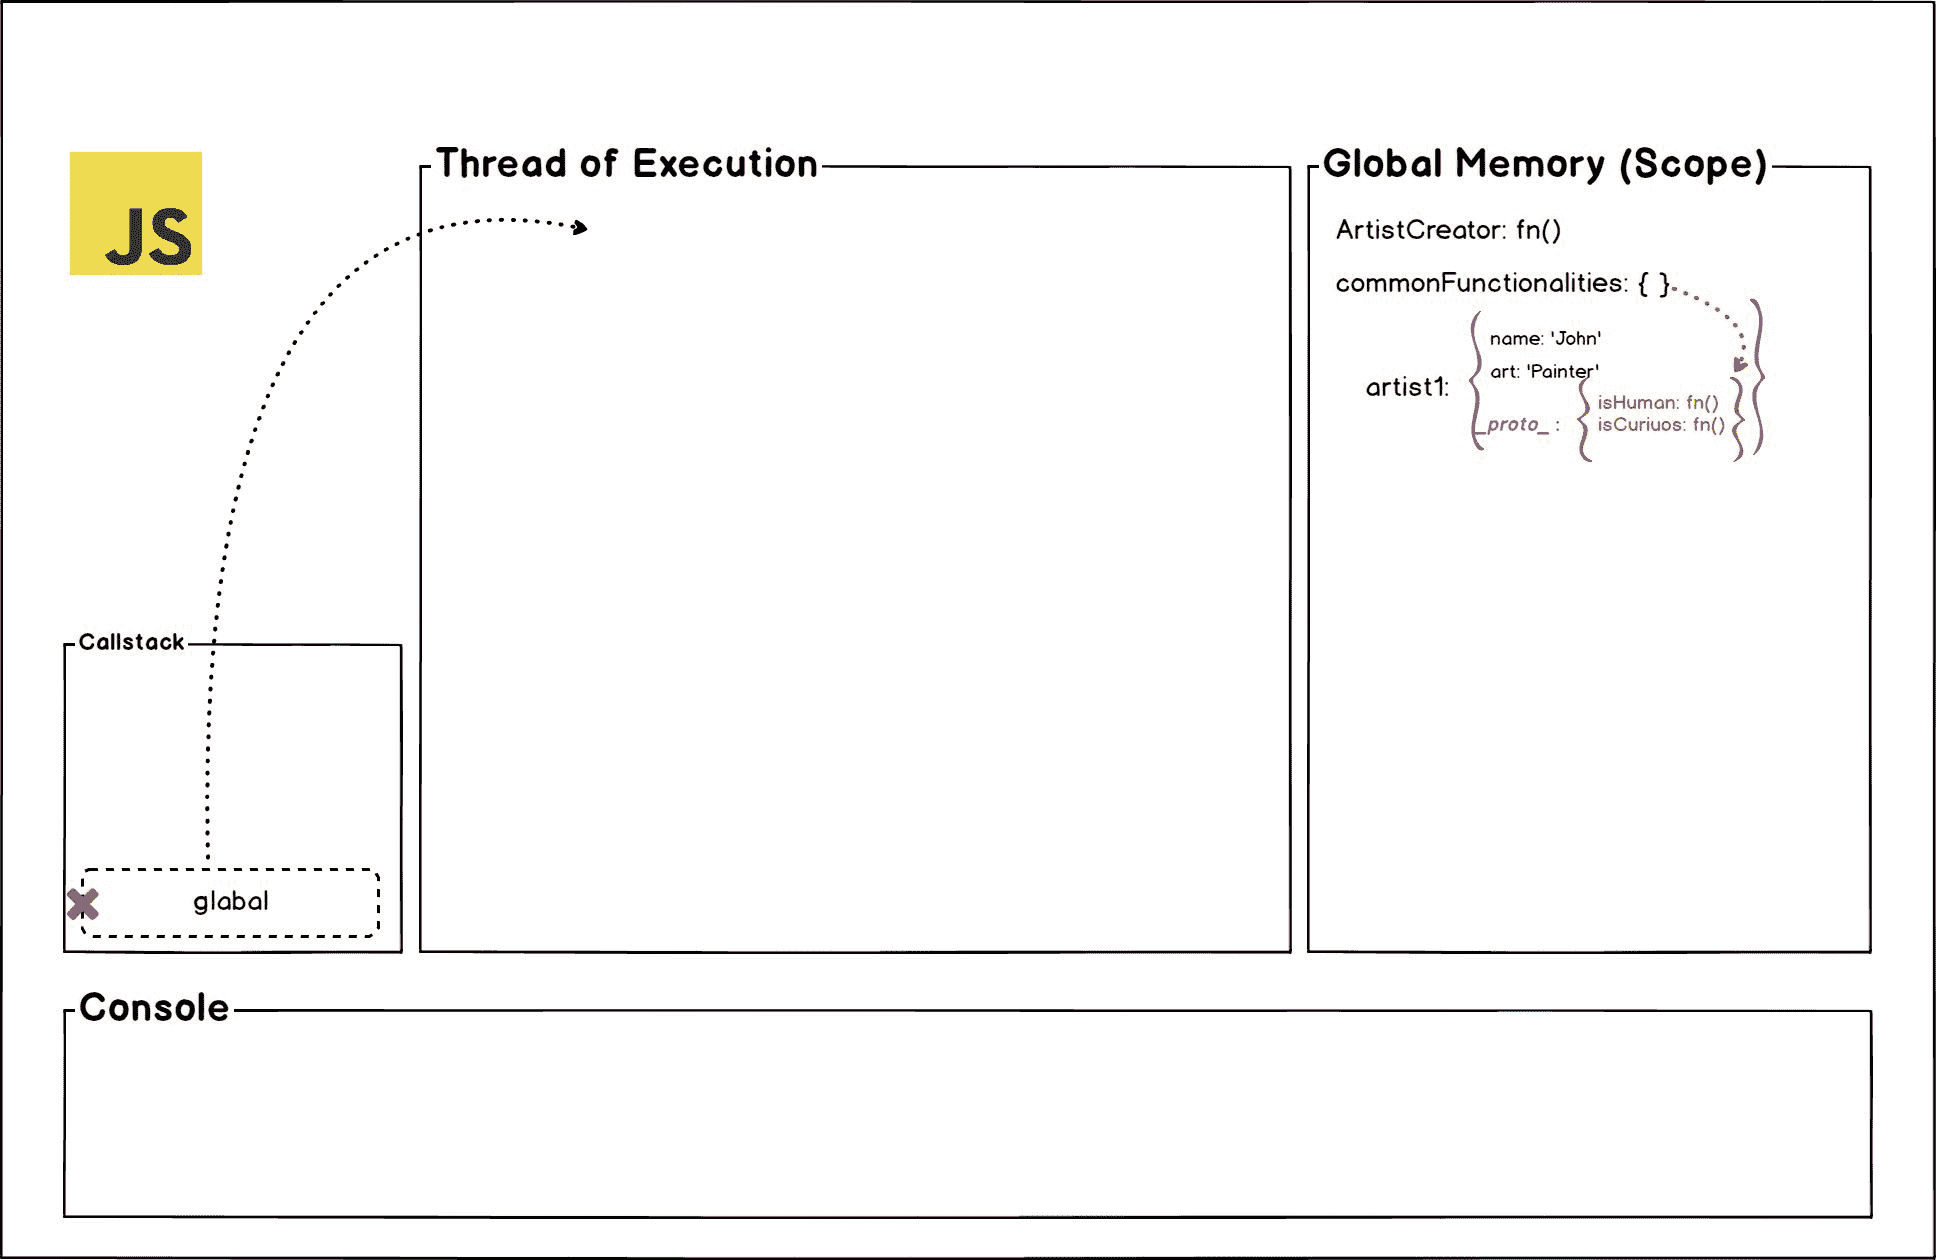 JS
Thread of Execution
Global Memory (Scope)
ArtistCreator: fn()
commonFunctionalities: { }
name: 'John'
art: 'Painter'
artist1:
isHuman: fn()
_proto_ : isCuriuos: fn()
Callstack
glabal
Console